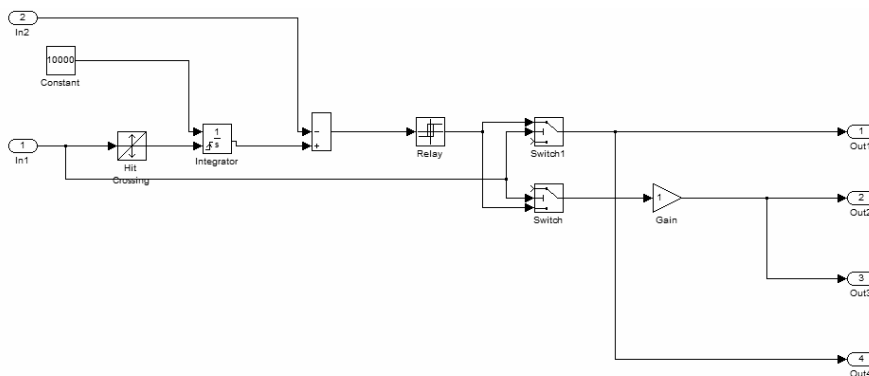 2
In2
10000
Constant
1
In1
Hit
Crossing
1
s
Integrator
−
+
Relay
Switch1
Switch
1
Gain
1
Out1
2
Out2
3
Out3
4
Out4